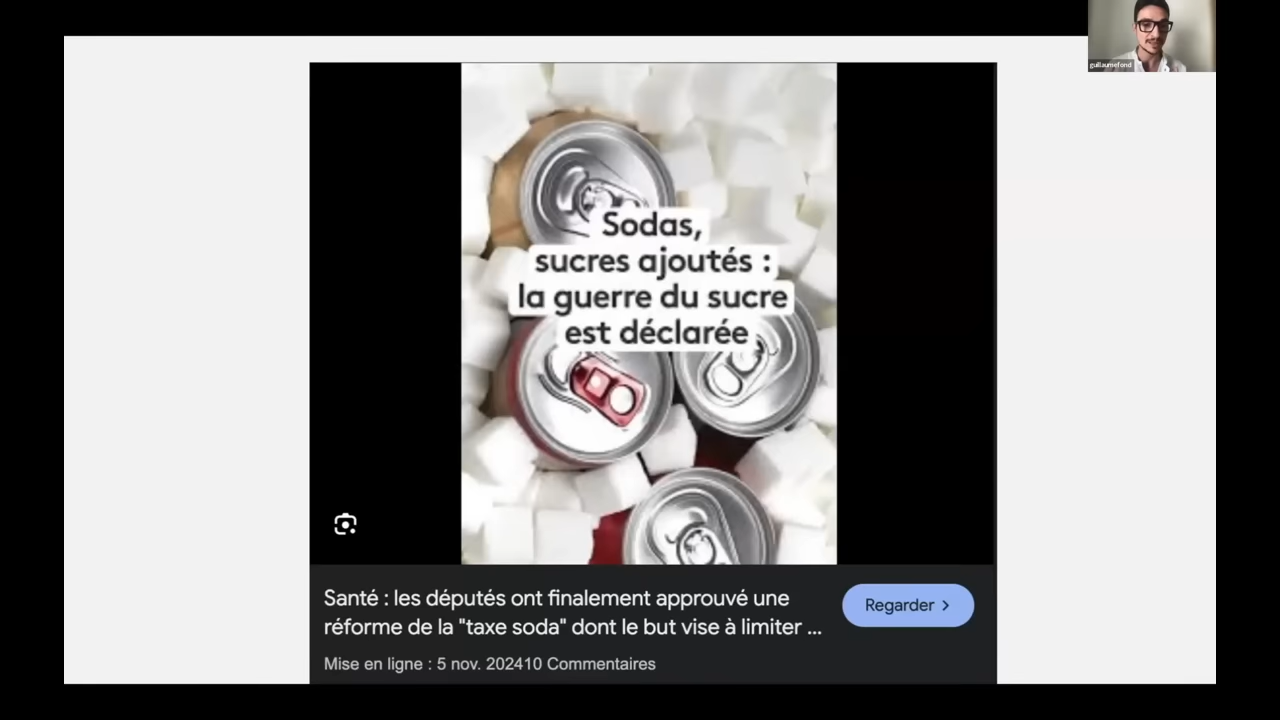 guillaumefond
Sodas,
sucres ajoutés :
la guerre du sucre
est déclarée
Santé : les députés ont finalement approuvé une
réforme de la "taxe soda" dont le but vise à limiter ...
Regarder
Mise en ligne : 5 nov. 202410 Commentaires